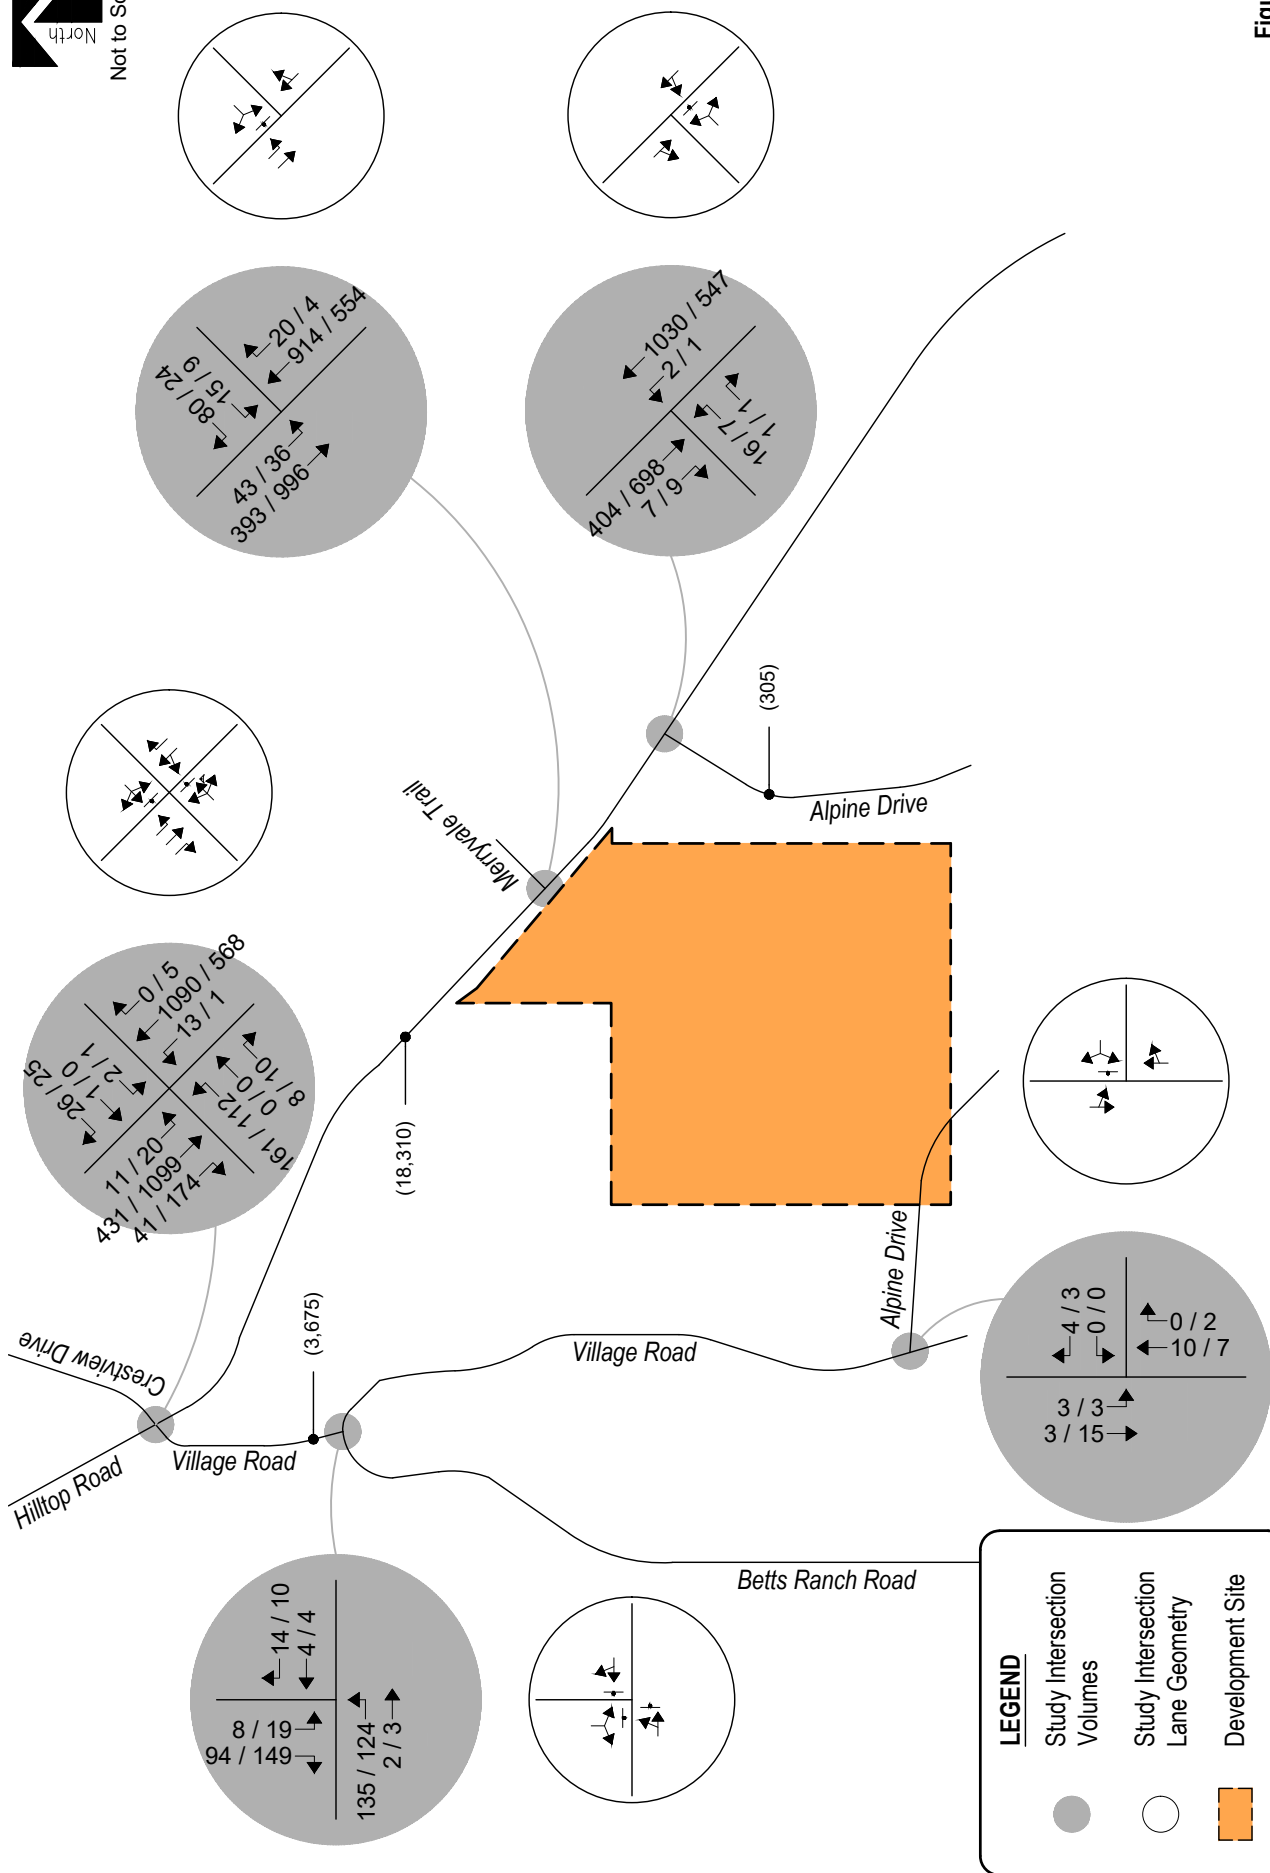 North
Not to Sc
Figu
20 / 4
914 / 554
15 / 9
80 / 24
43 / 36
393 / 996
1030 / 547
2 / 1
404 / 698
7 / 9
16 / 7
1 / 1
(305)
Alpine Drive
Merryvale Trail
(18,310)
0 / 5
1090 / 568
13 / 1
2 / 1
1 / 0
26 / 25
11 / 20
431 / 1099
41 / 174
161 / 112
0 / 0
8 / 10
Crestview Drive
Hilltop Road
Village Road
(3,675)
Village Road
Alpine Drive
4 / 3
0 / 0
0 / 2
10 / 7
3 / 3
3 / 15
14 / 10
4 / 4
8 / 19
94 / 149
135 / 124
2 / 3
Betts Ranch Road
LEGEND
Study Intersection
Volumes
Study Intersection
Lane Geometry
Development Site